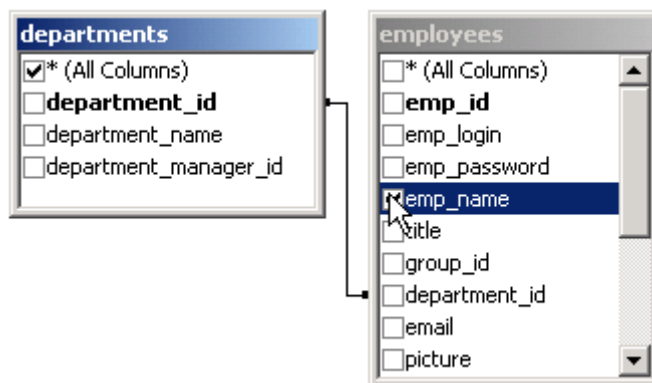 departments
* (All Columns)
department_id
department_name
department_manager_id
employees
* (All Columns)
emp_id
emp_login
emp_password
emp_name
title
group_id
department_id
email
picture